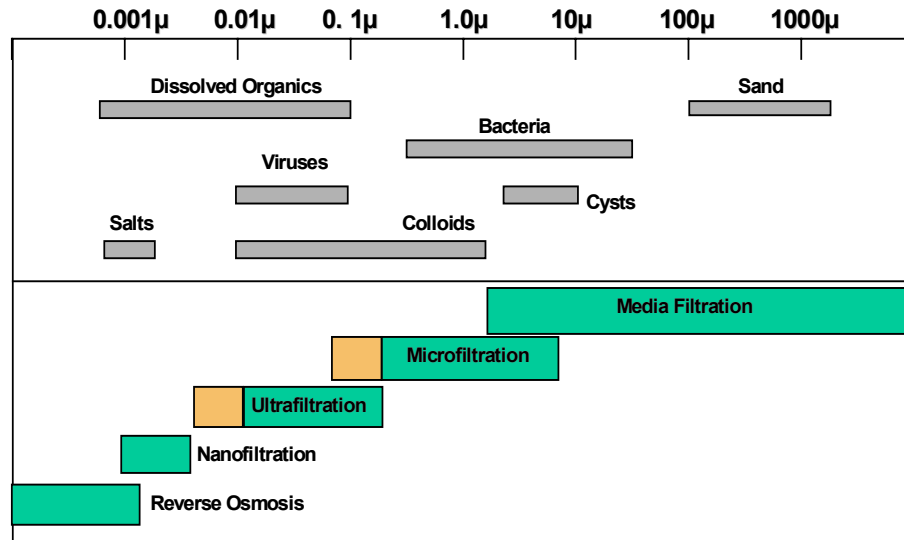 0.001µ 0.01µ 0. 1µ 1.0µ 10µ 100µ 1000µ
Dissolved Organics
Sand
Bacteria
Viruses
Cysts
Salts
Colloids
Media Filtration
Microfiltration
Ultrafiltration
Nanofiltration
Reverse Osmosis